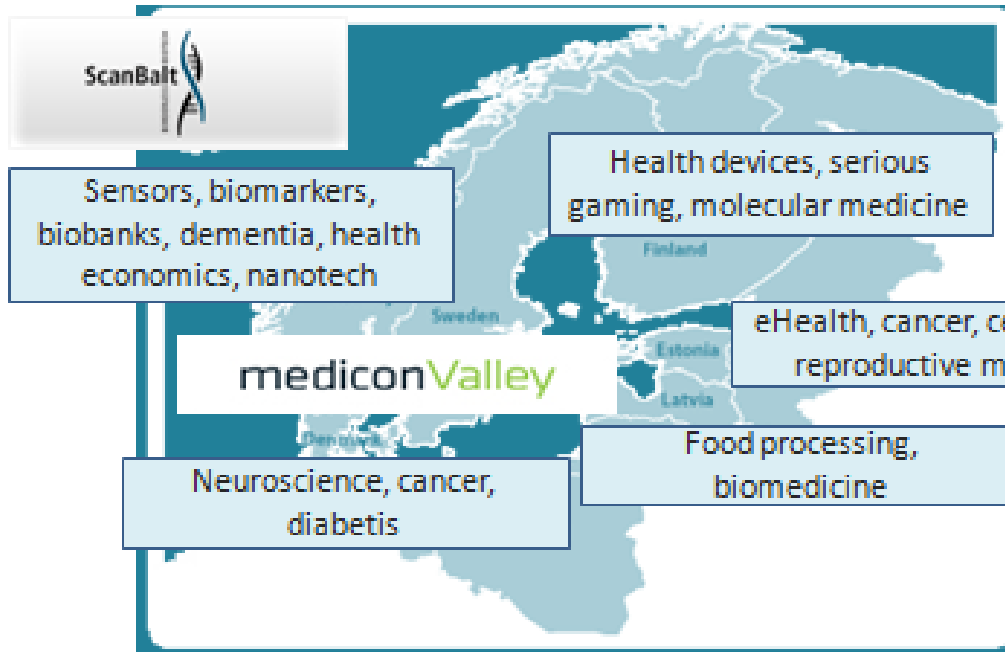 ScanBalt
Health devices, serious
gaming, molecular medicine
Sensors, biomarkers,
biobanks, dementia, health
economics, nanotech
Finland
Sweden
eHealth, cancer,
reproductive
Estonia
mediconValley
Latvia
Denmark
Food processing,
biomedicine
Neuroscience, cancer,
diabetis